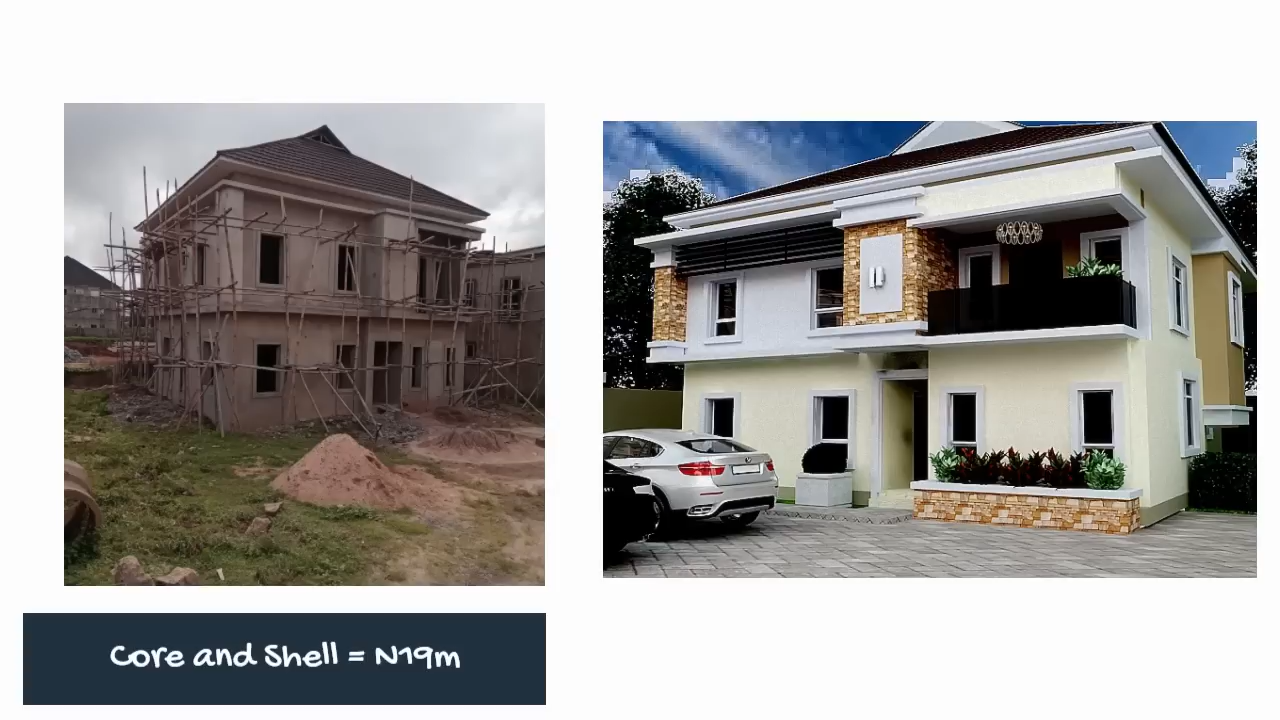 Core and Shell = N19m